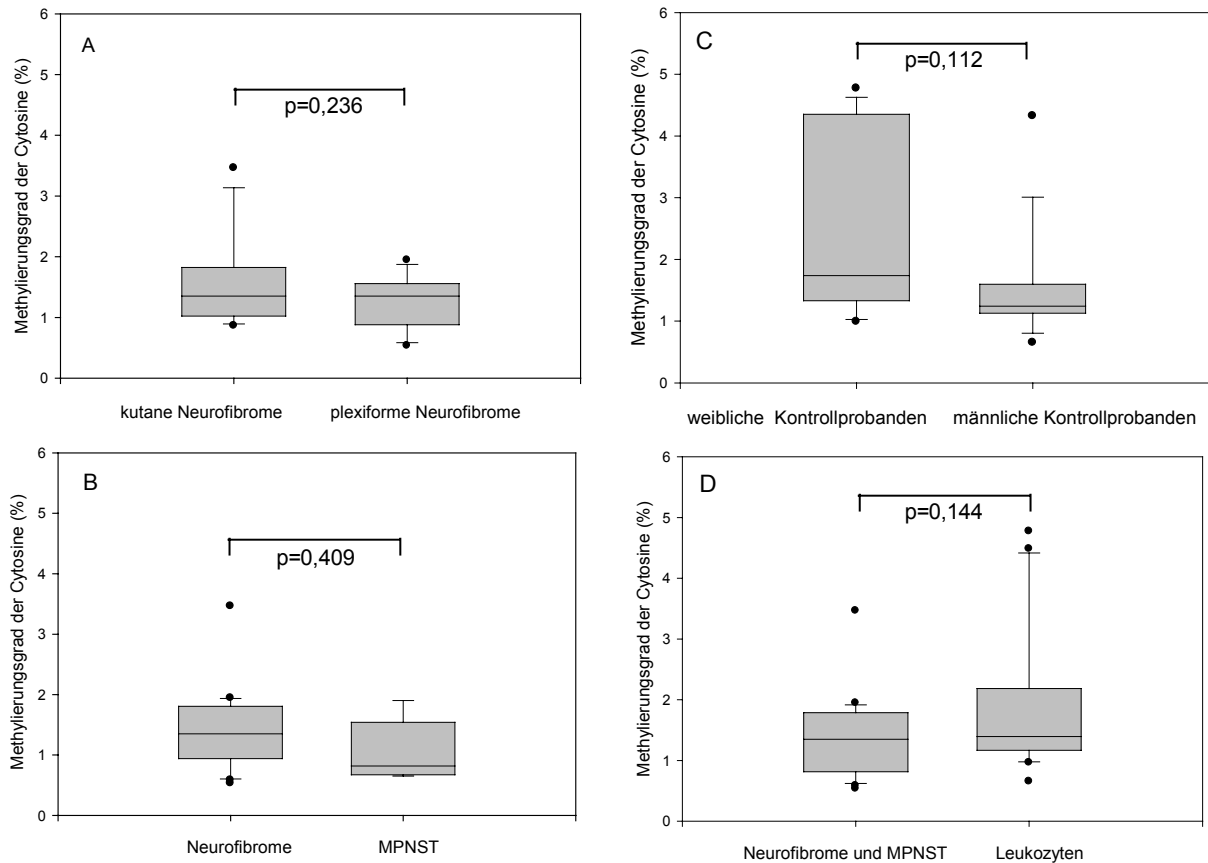 A
Methylierungsgrad der Cytosine (%)
6
5
4
3
2
1
0
p=0,236
kutane Neurofibrome
plexiforme Neurofibrome
B
Methylierungsgrad der Cytosine (%)
6
5
4
3
2
1
0
p=0,409
Neurofibrome
MPNST
C
Methylierungsgrad der Cytosine (%)
6
5
4
3
2
1
0
p=0,112
weibliche Kontrollprobanden
männliche Kontrollprobanden
D
Methylierungsgrad der Cytosine (%)
6
5
4
3
2
1
0
p=0,144
Neurofibrome und MPNST
Leukozyten